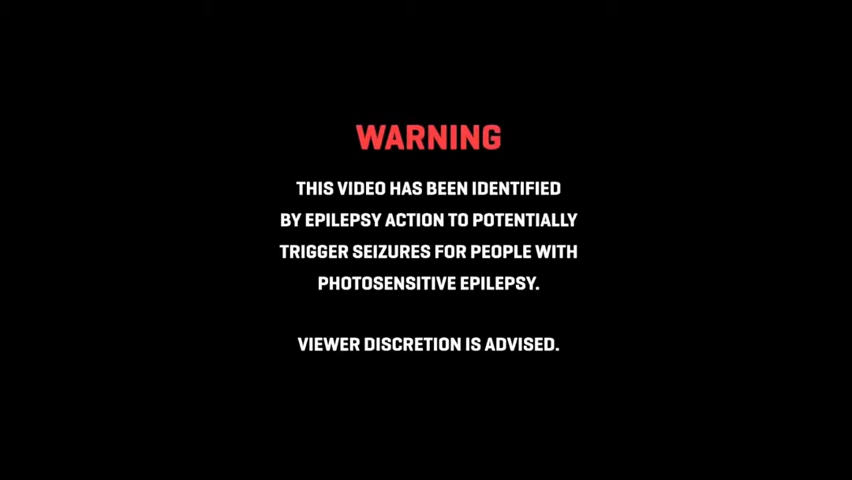 WARNING
THIS VIDEO HAS BEEN IDENTIFIED
BY EPILEPSY ACTION TO POTENTIALLY
TRIGGER SEIZURES FOR PEOPLE WITH
PHOTOSENSITIVE EPILEPSY.
VIEWER DISCRETION IS ADVISED.